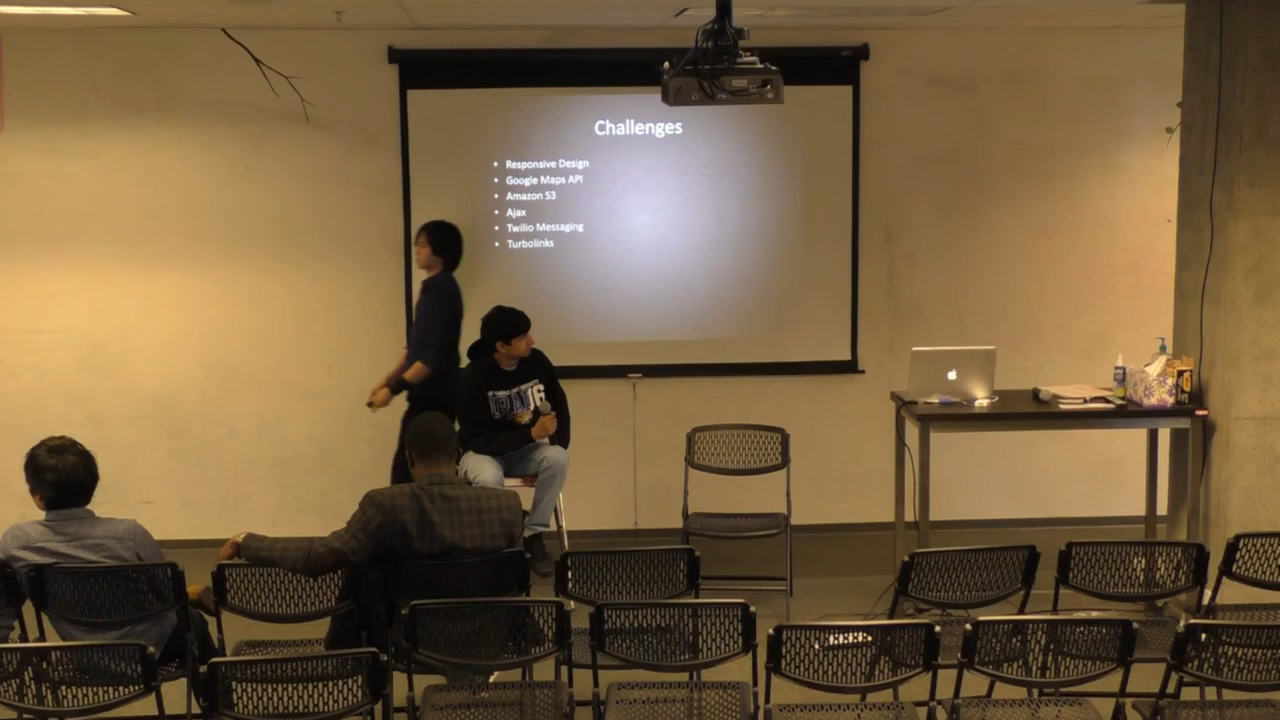 Challenges
• Responsive Design
• Google Maps API
• Amazon S3
• Ajax
• Twilio Messaging
• Turbolinks